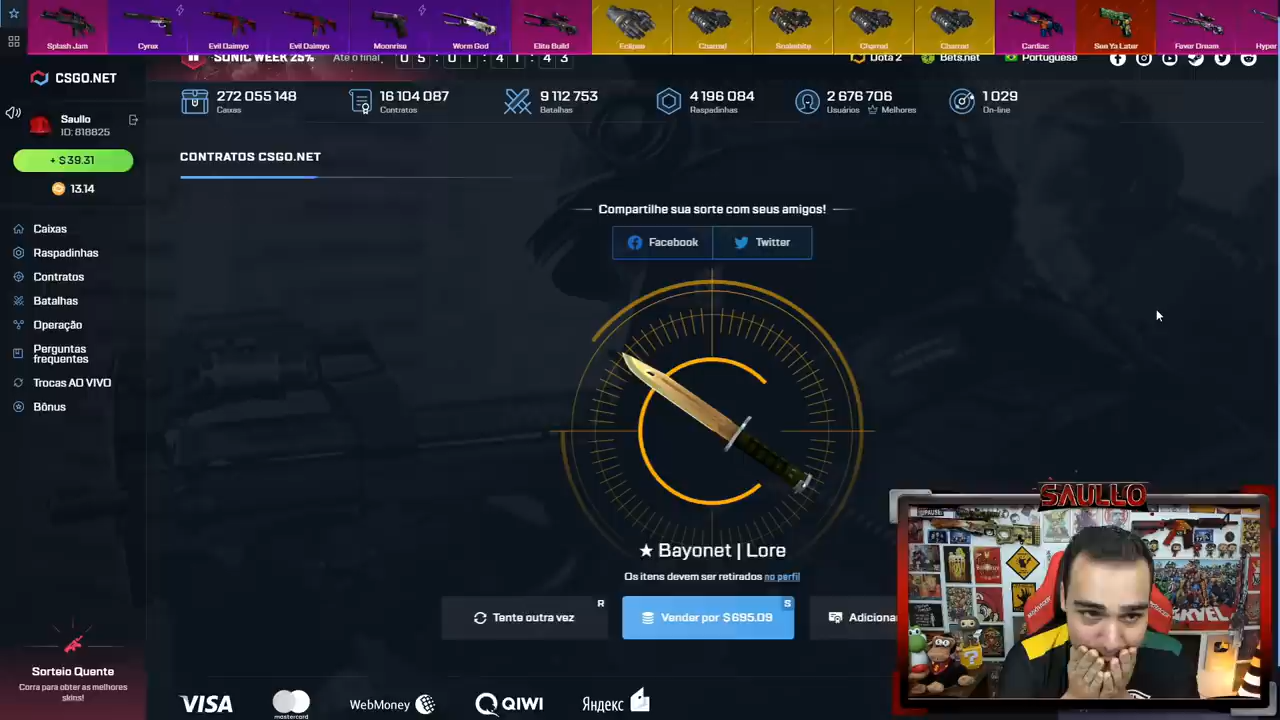 Splash Jam
Cyrex
Evil Daimyo
Evil Daimyo
Moonrise
Worm God
Elite Build
Eclipse
Charred
Charred
Charred
Cardiac
See Ya Later
Fever Dream
Hyper
SONIC WEEK 25%
Dota 2
Bets.net
Portuguese
CSGO.NET
272 055 148
Caixas
16 104 087
Contratos
9 112 753
Batalhas
4 196 084
Raspadinhas
2 676 706
Usuários
Melhores
1 029
On-line
Saullo
ID: 818825
+ $ 39.31
13.14
CONTRATOS CSGO.NET
Compartilhe sua sorte com seus amigos!
Facebook
Twitter
Caixas
Raspadinhas
Contratos
Batalhas
Operação
Perguntas
frequentes
Trocas AO VIVO
Bônus
SAULLO
MARVEL
★ Bayonet | Lore
Os itens devem ser retirados no perfil
R
Tente outra vez
S
Vender por $ 695.09
Adiciona
Sorteio Quente
Corra para obter as melhores
skins!
VISA
mastercard
WebMoney
QIWI
Яндекс